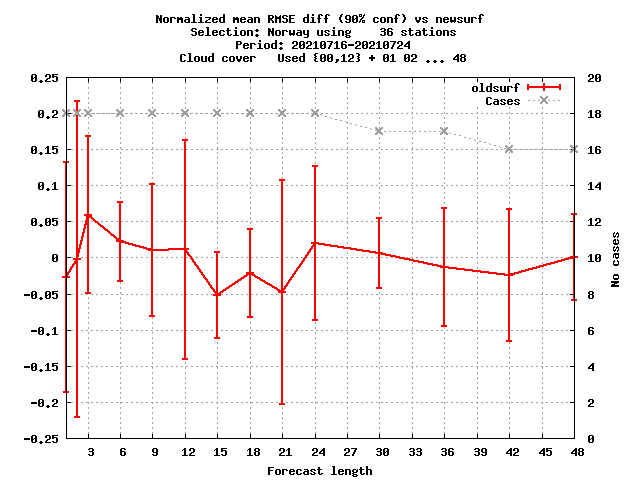 Normalized mean RMSE diff (90% conf) vs newsurf
Selection: Norway using    36 stations
Period: 20210716-20210724
Cloud cover   Used {00,12} + 01 02 ... 48
oldsurf
Cases
0.25
0.2
0.15
0.1
0.05
0
-0.05
-0.1
-0.15
-0.2
-0.25
20
18
16
14
12
10
8
6
4
2
0
No cases
3 6 9 12 15 18 21 24 27 30 33 36 39 42 45 48
Forecast length